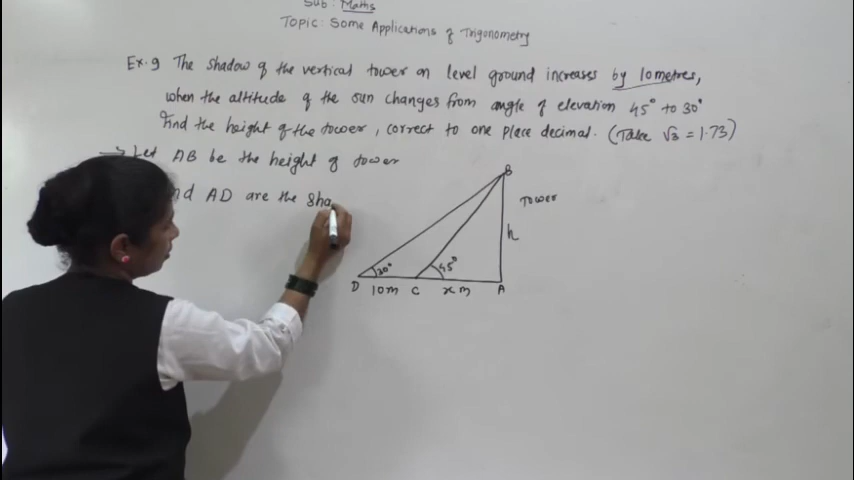 Sub: Maths
Topic: Some Applications of Trigonometry
Ex.9 The shadow of the vertical tower on level ground increases by 10metres,
when the altitude of the sun changes from angle of elevation 45° to 30°
Find the height of the tower, correct to one place decimal. (Take √3 = 1.73)
→ Let AB be the height of tower
AD are the sha
B
Tower
h
30°
45°
D 10m C x m A